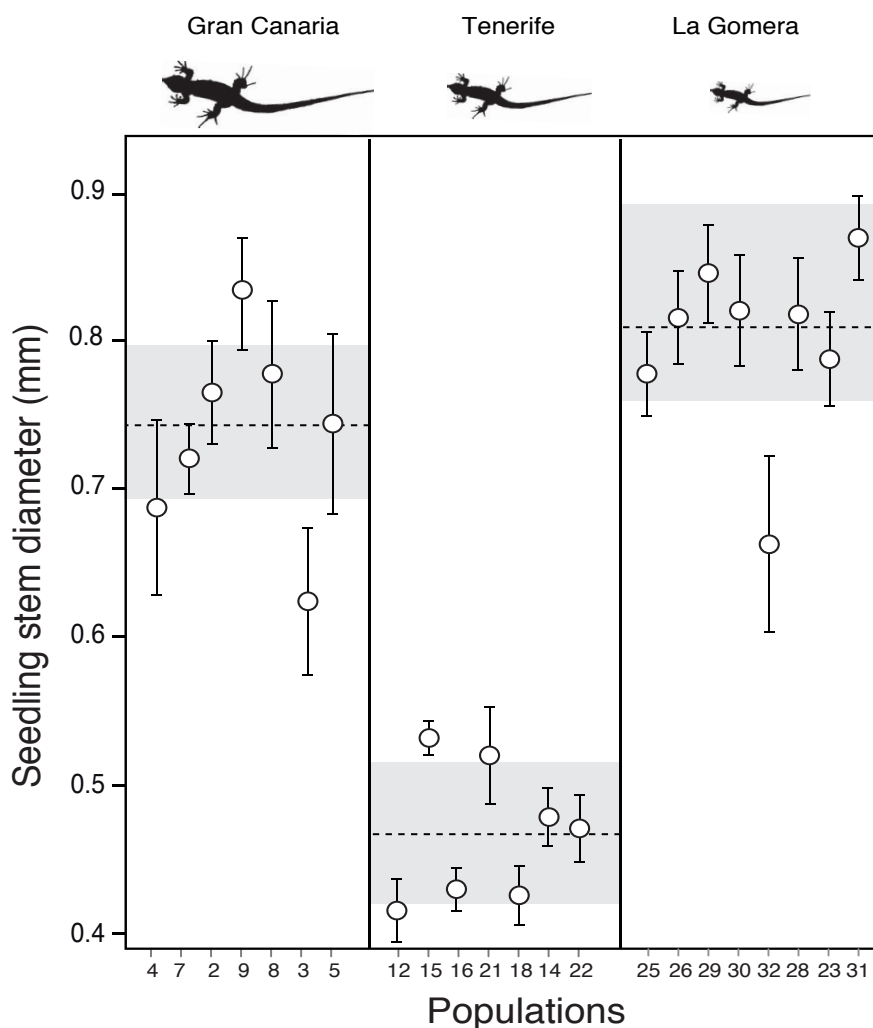 Gran Canaria Tenerife La Gomera
0.9
0.8
0.7
0.6
0.5
0.4
Seedling stem diameter (mm)
4 7 2 9 8 3 5 12 15 16 21 18 14 22 25 26 29 30 32 28 23 31
Populations